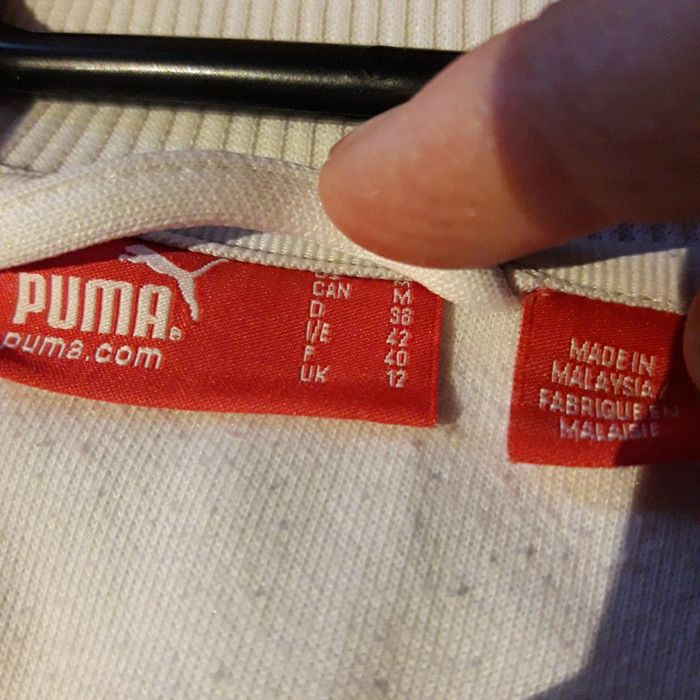 PUMA®
puma.com
CAN M
D 38
I/E 42
F 40
UK 12
MADE IN
MALAYSIA /
FABRIQUE EN
MALAISIE